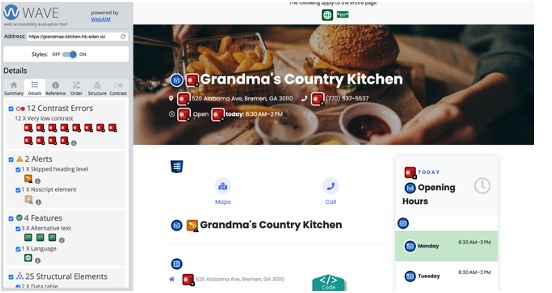 The following apply to the entire page:
WAVE
web accessibility evaluation tool
powered by
WebAIM
Address: https://grandmas-kitchen-hb.edan.io/
Styles: OFF ON
Details
Summary Details Reference Order Structure Contrast
12 Contrast Errors
12 X Very low contrast
2 Alerts
1 X Skipped heading level
1 X Noscript element
4 Features
3 X Alternative text
1 X Language
25 Structural Elements
2 X Data table
Grandma's Country Kitchen
520 Alabama Ave, Bremen, GA 30110
(770) 537-5537
Open today: 6:30 AM-2 PM
Maps
Call
Grandma's Country Kitchen
520 Alabama Ave, Bremen, GA 30110
Code
TODAY
Opening
Hours
Monday 6:30 AM-2 PM
Tuesday 6:30 AM-2 PM